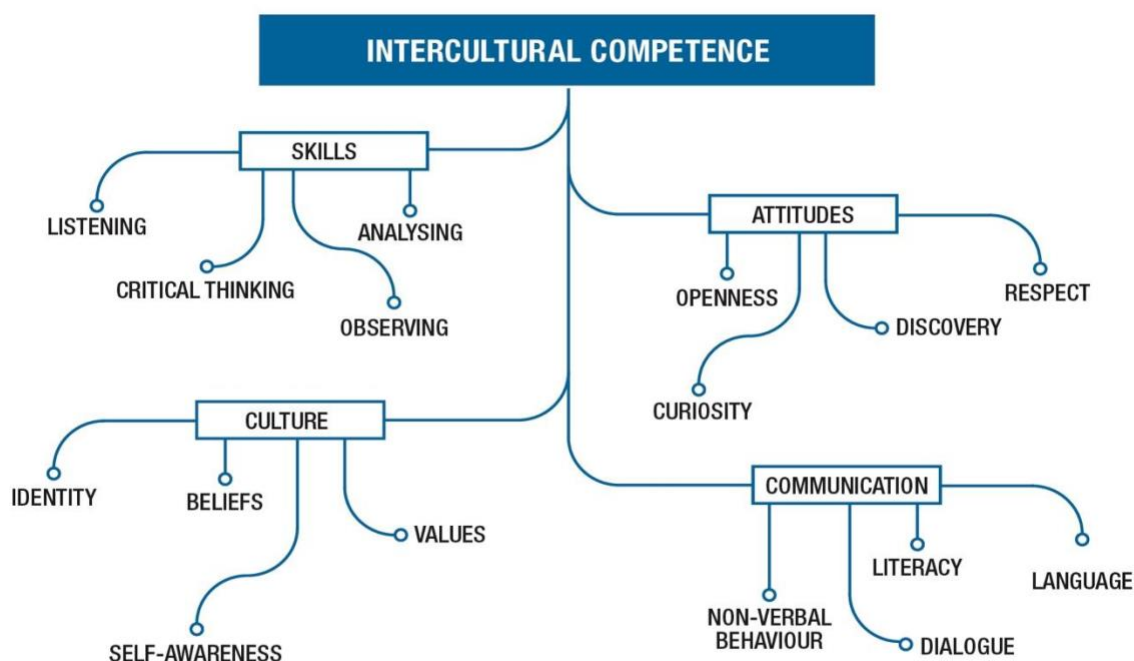 INTERCULTURAL COMPETENCE
SKILLS
LISTENING
CRITICAL THINKING
OBSERVING
ANALYSING
ATTITUDES
OPENNESS
CURIOSITY
DISCOVERY
RESPECT
CULTURE
IDENTITY
BELIEFS
SELF-AWARENESS
VALUES
COMMUNICATION
NON-VERBAL
BEHAVIOUR
DIALOGUE
LITERACY
LANGUAGE